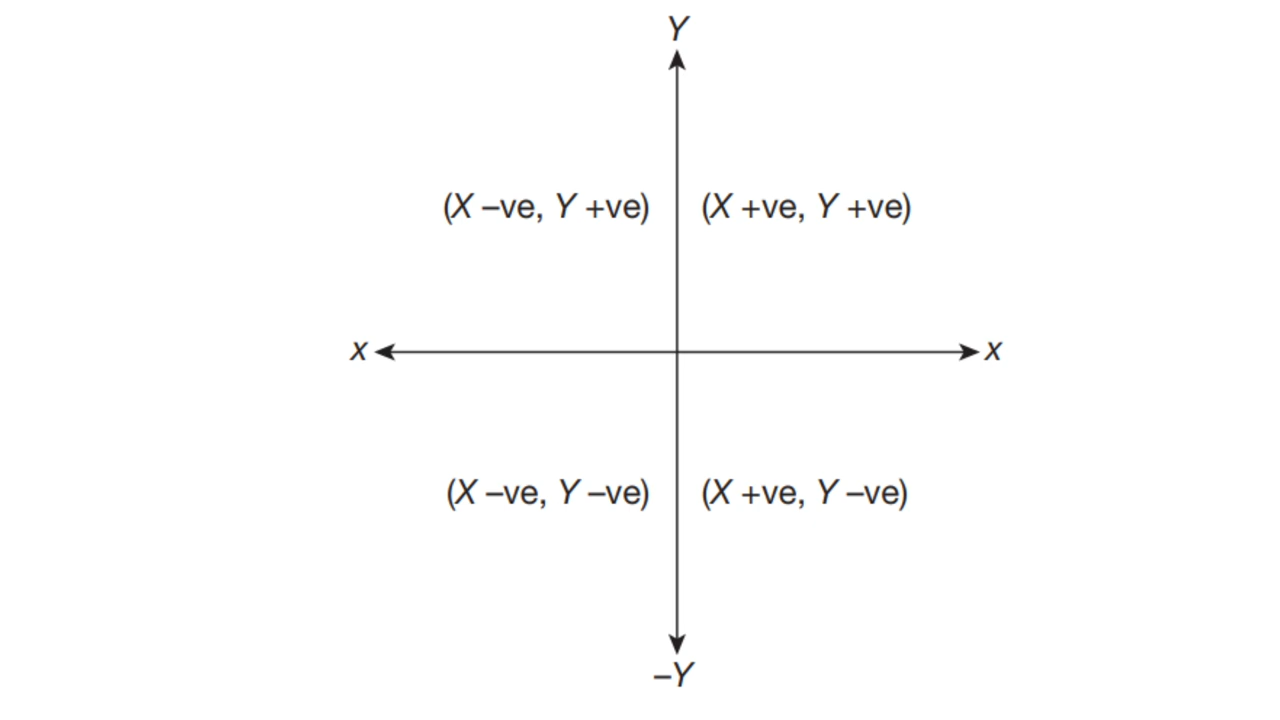 Y
(X –ve, Y +ve) (X +ve, Y +ve)
x x
(X –ve, Y –ve) (X +ve, Y –ve)
–Y